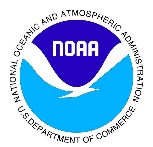 NATIONAL OCEANIC AND ATMOSPHERIC ADMINISTRATION
NOAA
U.S. DEPARTMENT OF COMMERCE